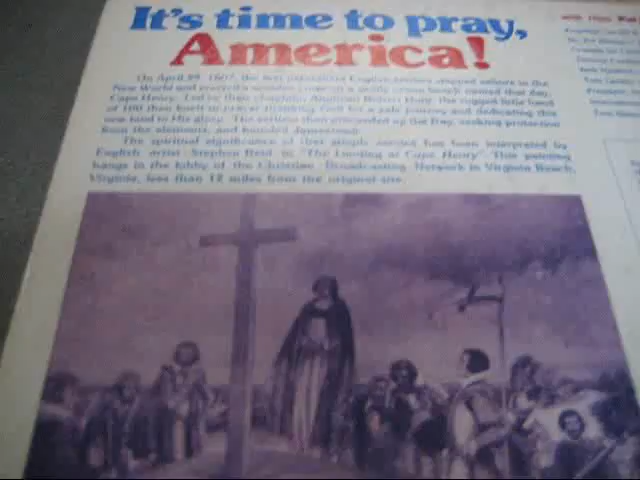 It's time to pray,
America!
On April 29, 1607, the first permanent English settlers stepped ashore in the
New World and erected a wooden cross on a sandy beach named that day,
Cape Henry. Led by their chaplain, Anglican Robert Hunt, the rugged little band
of 100 then knelt in prayer thanking God for a safe journey and dedicating this
new land to His glory. The settlers then proceeded up the Bay, seeking protection
from the elements, and founded Jamestown.
The spiritual significance of that simple service has been interpreted by
English artist Stephen Reid in "The Landing at Cape Henry". This painting
hangs in the lobby of the Christian Broadcasting Network in Virginia Beach,
Virginia, less than 12 miles from the original site.